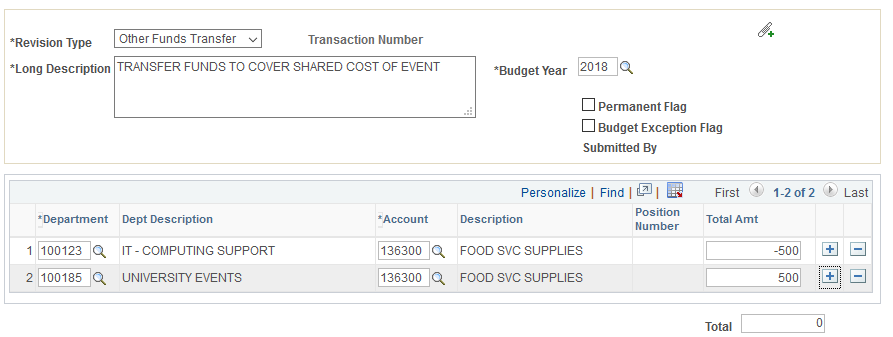 *Revision Type Other Funds Transfer Transaction Number
*Long Description TRANSFER FUNDS TO COVER SHARED COST OF EVENT *Budget Year 2018
Permanent Flag
Budget Exception Flag
Submitted By
Personalize | Find | | First 1-2 of 2 Last
*Department Dept Description *Account Description Position Number Total Amt
1 100123 IT - COMPUTING SUPPORT 136300 FOOD SVC SUPPLIES -500
2 100185 UNIVERSITY EVENTS 136300 FOOD SVC SUPPLIES 500
Total 0